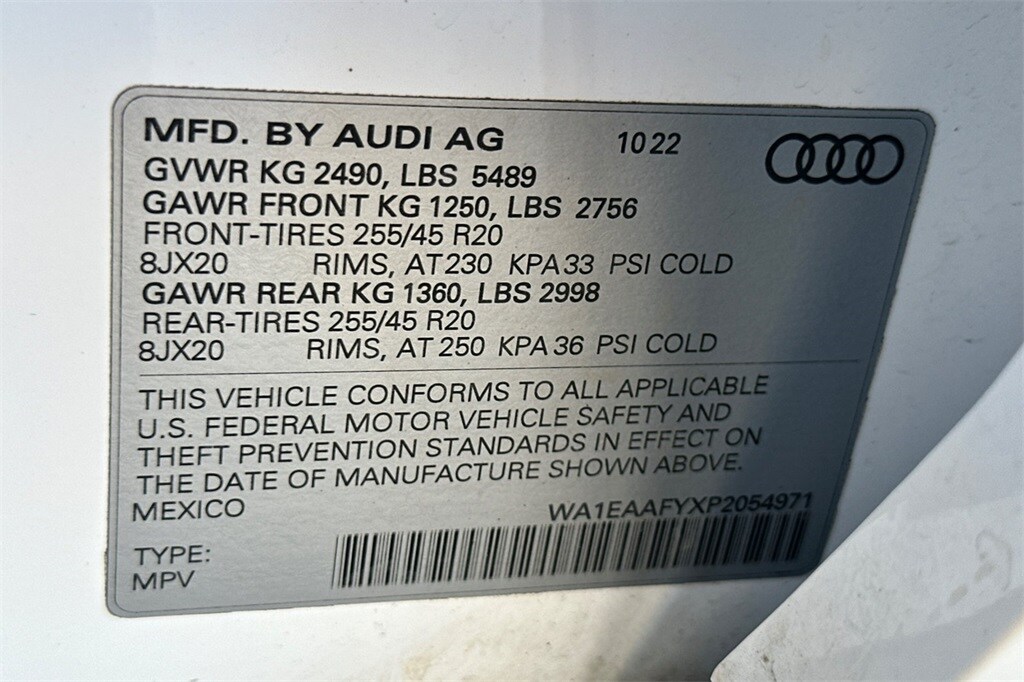 MFD. BY AUDI AG 10 22
GVWR KG 2490, LBS 5489
GAWR FRONT KG 1250, LBS 2756
FRONT-TIRES 255/45 R20
8JX20 RIMS, AT 230 KPA 33 PSI COLD
GAWR REAR KG 1360, LBS 2998
REAR-TIRES 255/45 R20
8JX20 RIMS, AT 250 KPA 36 PSI COLD
THIS VEHICLE CONFORMS TO ALL APPLICABLE
U.S. FEDERAL MOTOR VEHICLE SAFETY AND
THEFT PREVENTION STANDARDS IN EFFECT ON
THE DATE OF MANUFACTURE SHOWN ABOVE.
MEXICO WA1EAAFYXP2054971
TYPE:
MPV